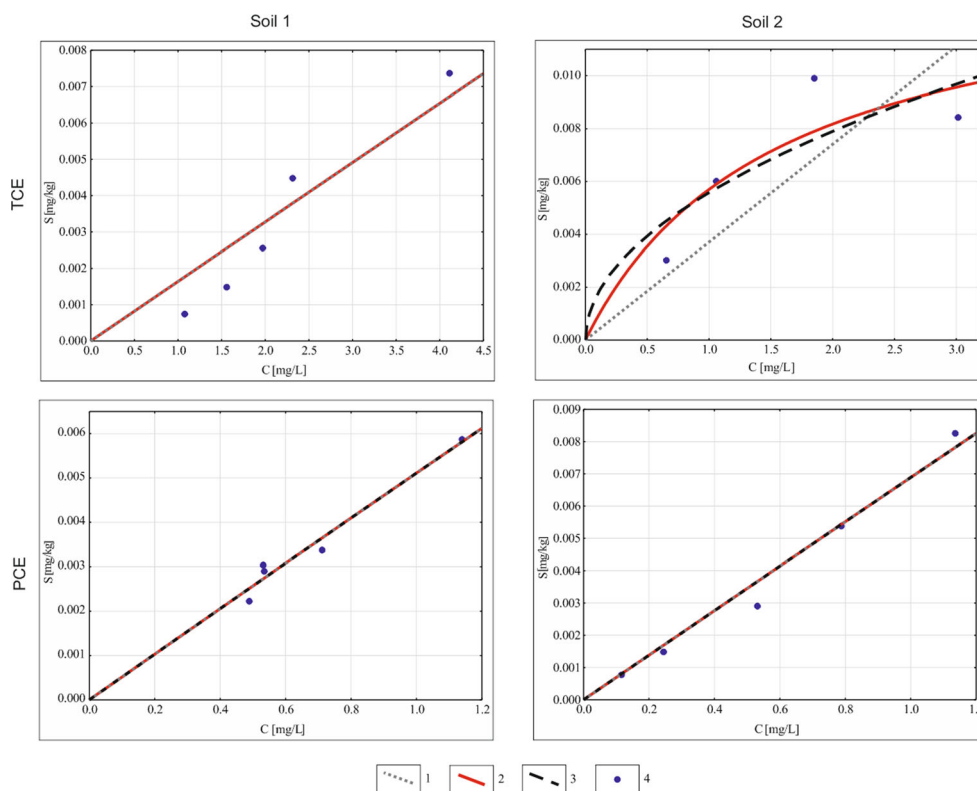 Soil 1
Soil 2
TCE
S [mg/kg]
0.008
0.007
0.006
0.005
0.004
0.003
0.002
0.001
0.000
0.0 0.5 1.0 1.5 2.0 2.5 3.0 3.5 4.0 4.5
C [mg/L]
S [mg/kg]
0.010
0.008
0.006
0.004
0.002
0.000
0.0 0.5 1.0 1.5 2.0 2.5 3.0
C [mg/L]
PCE
S [mg/kg]
0.006
0.005
0.004
0.003
0.002
0.001
0.000
0.0 0.2 0.4 0.6 0.8 1.0 1.2
C [mg/L]
S [mg/kg]
0.009
0.008
0.007
0.006
0.005
0.004
0.003
0.002
0.001
0.000
0.0 0.2 0.4 0.6 0.8 1.0 1.
C [mg/L]
1 2 3 4